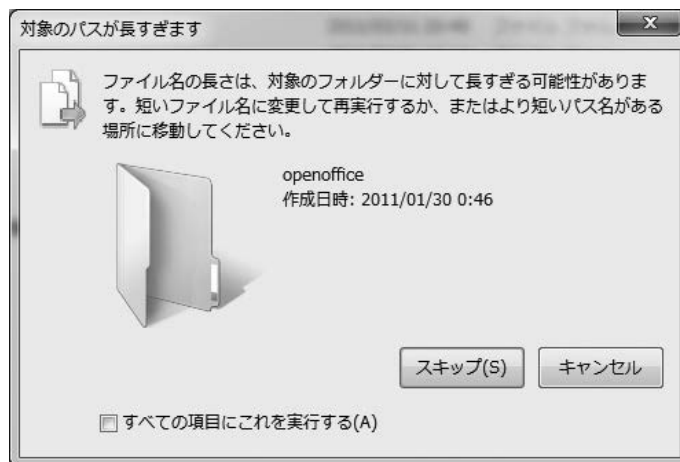 対象のパスが長すぎます
ファイル名の長さは、対象のフォルダーに対して長すぎる可能性がありま
す。短いファイル名に変更して再実行するか、またはより短いパス名がある
場所に移動してください。
openoffice
作成日時: 2011/01/30 0:46
スキップ(S)
キャンセル
すべての項目にこれを実行する(A)